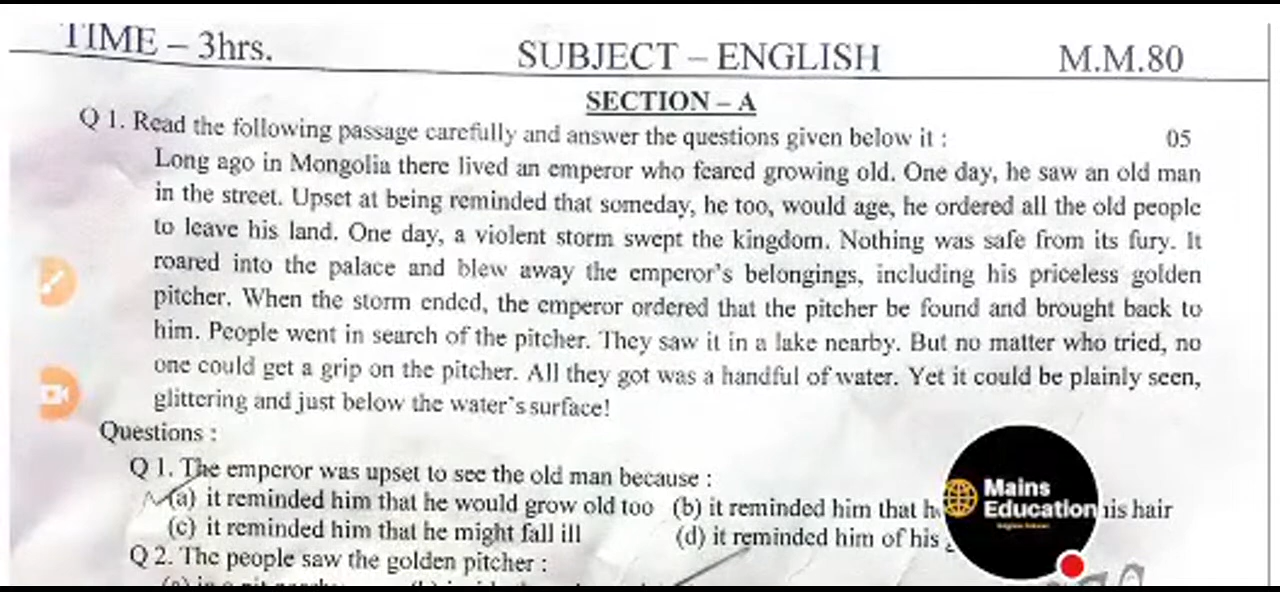 TIME – 3hrs. SUBJECT – ENGLISH M.M.80
SECTION – A
Q 1. Read the following passage carefully and answer the questions given below it : 05
Long ago in Mongolia there lived an emperor who feared growing old. One day, he saw an old man
in the street. Upset at being reminded that someday, he too, would age, he ordered all the old people
to leave his land. One day, a violent storm swept the kingdom. Nothing was safe from its fury. It
roared into the palace and blew away the emperor's belongings, including his priceless golden
pitcher. When the storm ended, the emperor ordered that the pitcher be found and brought back to
him. People went in search of the pitcher. They saw it in a lake nearby. But no matter who tried, no
one could get a grip on the pitcher. All they got was a handful of water. Yet it could be plainly seen,
glittering and just below the water's surface!
Questions :
Q 1. The emperor was upset to see the old man because :
(a) it reminded him that he would grow old too (b) it reminded him that his hair
(c) it reminded him that he might fall ill (d) it reminded him of his
Mains
Education
Q 2. The people saw the golden pitcher :